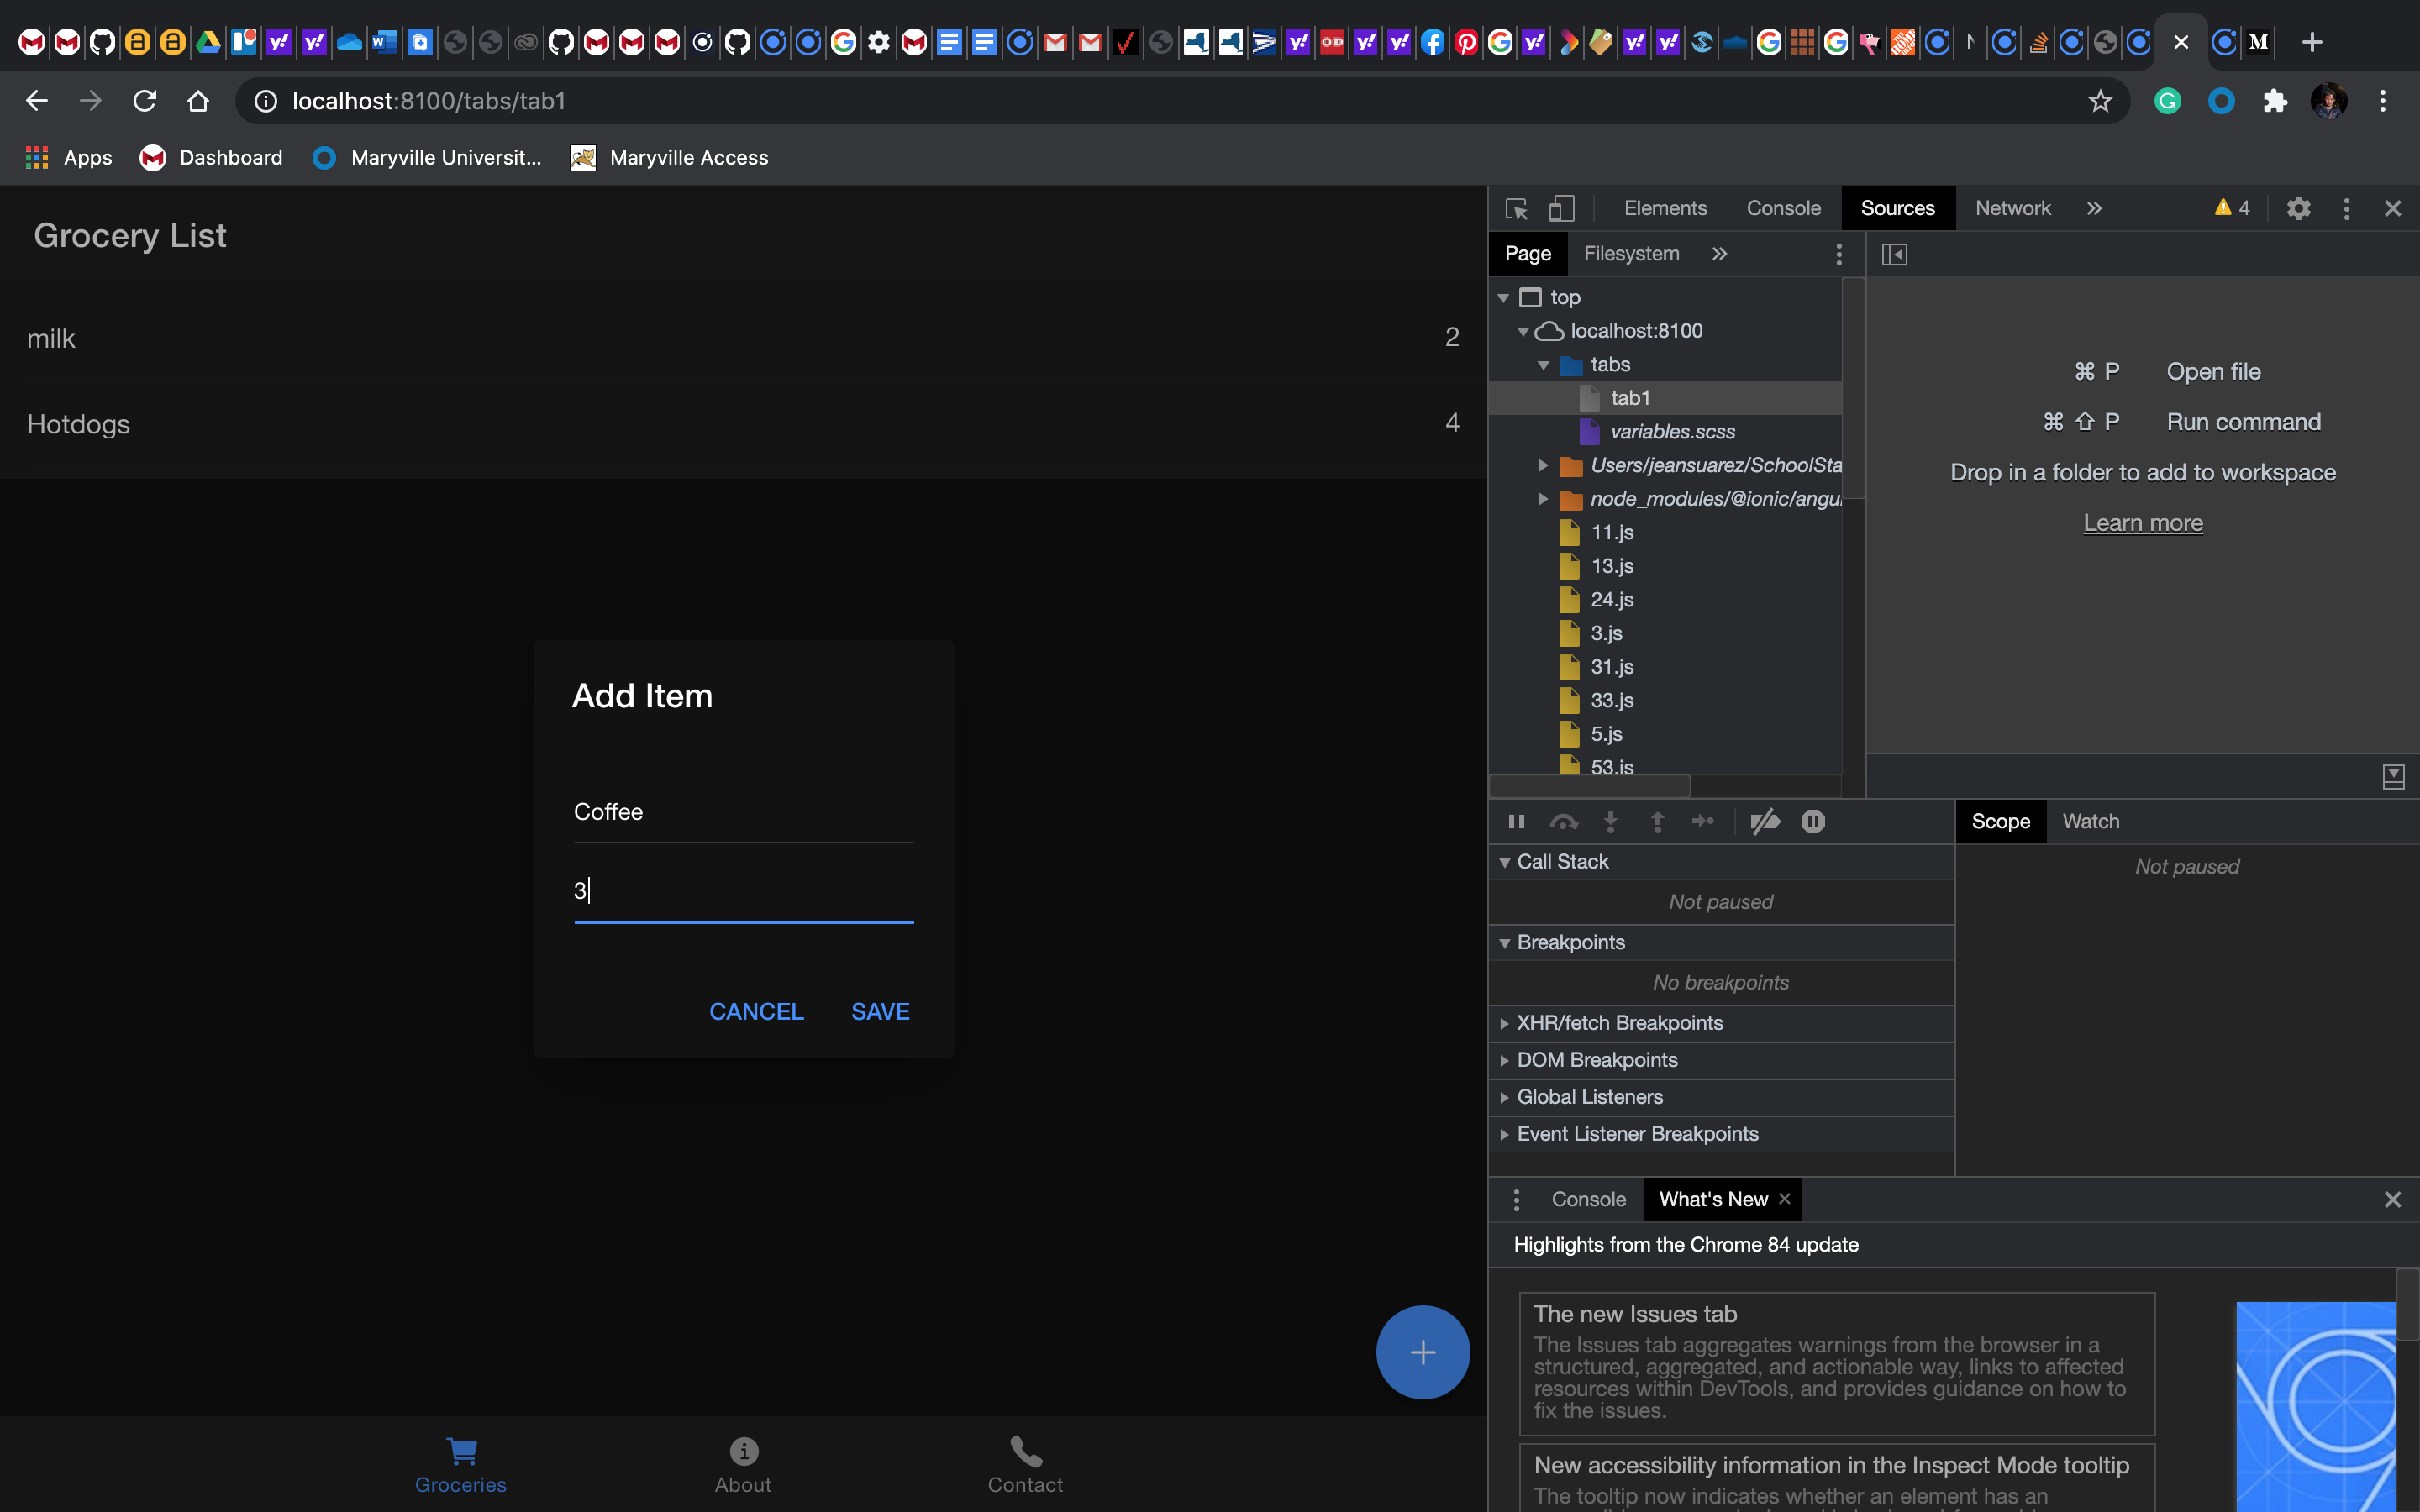 localhost:8100/tabs/tab1
Apps Dashboard Maryville Universit... Maryville Access
Grocery List
milk 2
Hotdogs 4
Add Item
Coffee
3
CANCEL SAVE
Groceries About Contact
Elements Console Sources Network » 4
Page Filesystem »
top
localhost:8100
tabs
tab1
variables.scss
Users/jeansuarez/SchoolSta
node_modules/@ionic/angu
11.js
13.js
24.js
3.js
31.js
33.js
5.js
53.js
⌘ P Open file
⌘ ⇧ P Run command
Drop in a folder to add to workspace
Learn more
Scope Watch
Call Stack
Not paused
Not paused
Breakpoints
No breakpoints
XHR/fetch Breakpoints
DOM Breakpoints
Global Listeners
Event Listener Breakpoints
Console What's New
Highlights from the Chrome 84 update
The new Issues tab
The Issues tab aggregates warnings from the browser in a
structured, aggregated, and actionable way, links to affected
resources within DevTools, and provides guidance on how to
fix the issues.
New accessibility information in the Inspect Mode tooltip
The tooltip now indicates whether an element has an